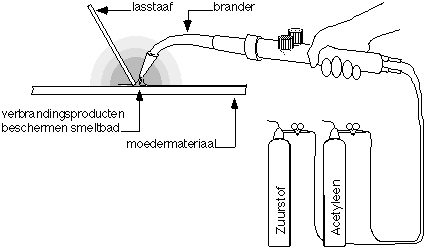 lasstaaf
brander
verbrandingsproducten
beschermen smeltbad
moedermateriaal
Zuurstof
Acetyleen